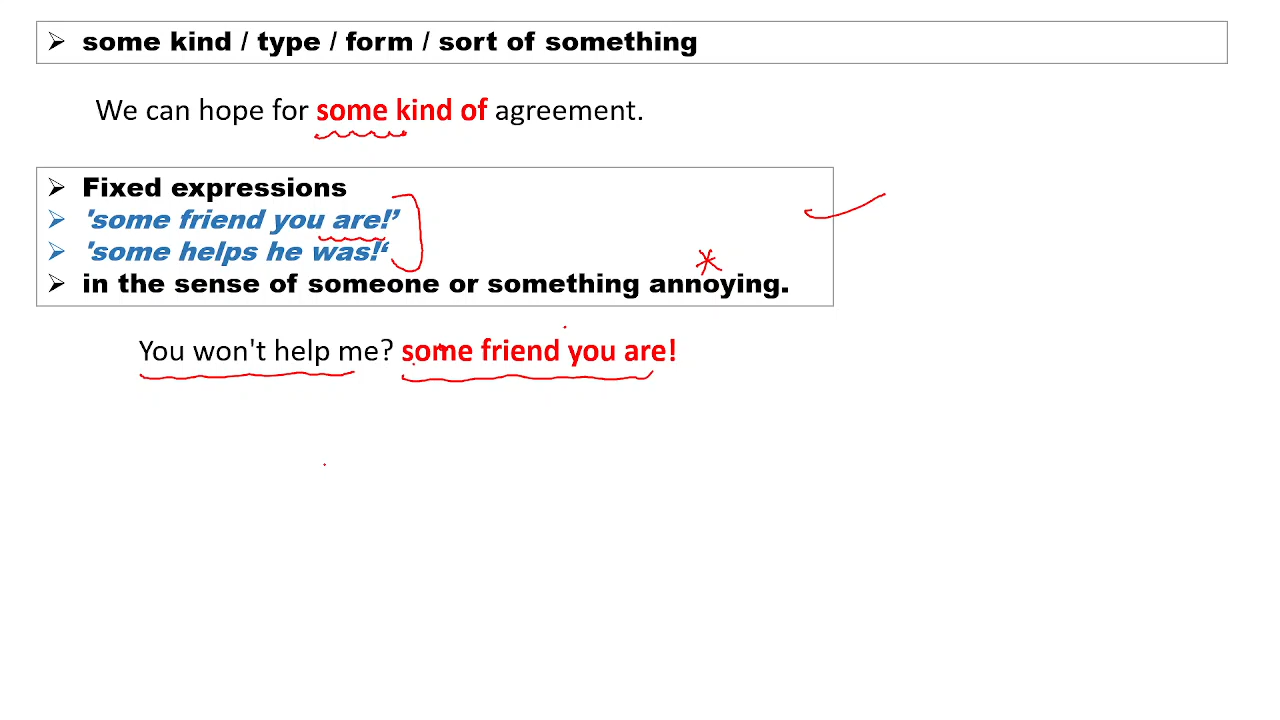 ➢ some kind / type / form / sort of something
We can hope for some kind of agreement.
➢ Fixed expressions
➢ 'some friend you are!’
➢ 'some helps he was!‘
➢ in the sense of someone or something annoying.
You won't help me? some friend you are!